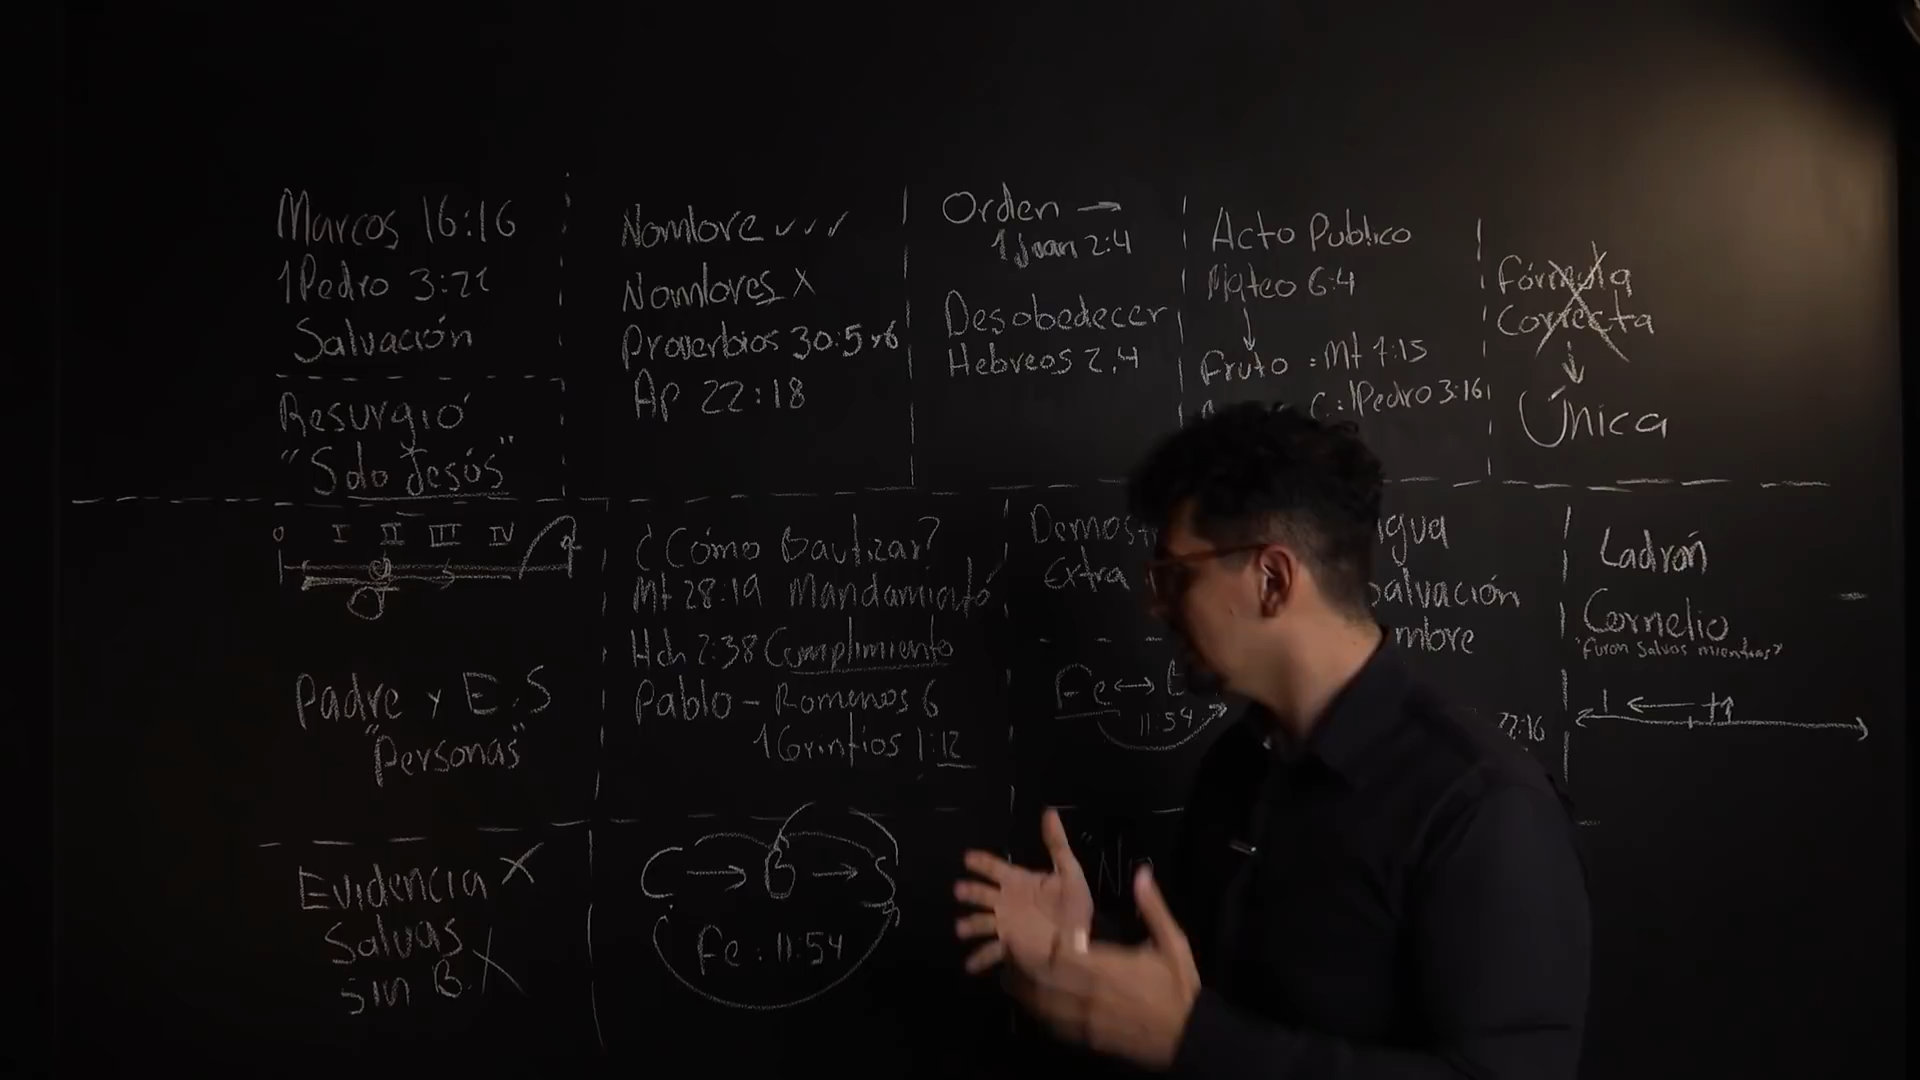 Marcos 16:16
1Pedro 3:21
Salvación
Resurgió
"Solo Jesús"
Nombre ✓✓✓
Nombres X
Proverbios 30:5 y 6
Ap 22:18
Orden →
1Juan 2:4
Desobedecer
Hebreos 2,4
Acto Publico
Mateo 6:4
↓
Fruto : Mt 7:15
C.: 1Pedro 3:16
Fórmula
Correcta
↓
Única
0 I II III IV
Padre y E.S
"Personas"
¿Cómo Bautizar?
Mt 28:19 Mandamiento
Hch 2:38 Cumplimiento
Pablo - Romanos 6
1 Corintios 1:12
Extra
Fe ↔
11:54
Salvación
22:16
Ladrón
Cornelio
Evidencia X
Salvas
sin B. X
C → B → S
Fe : 11:54